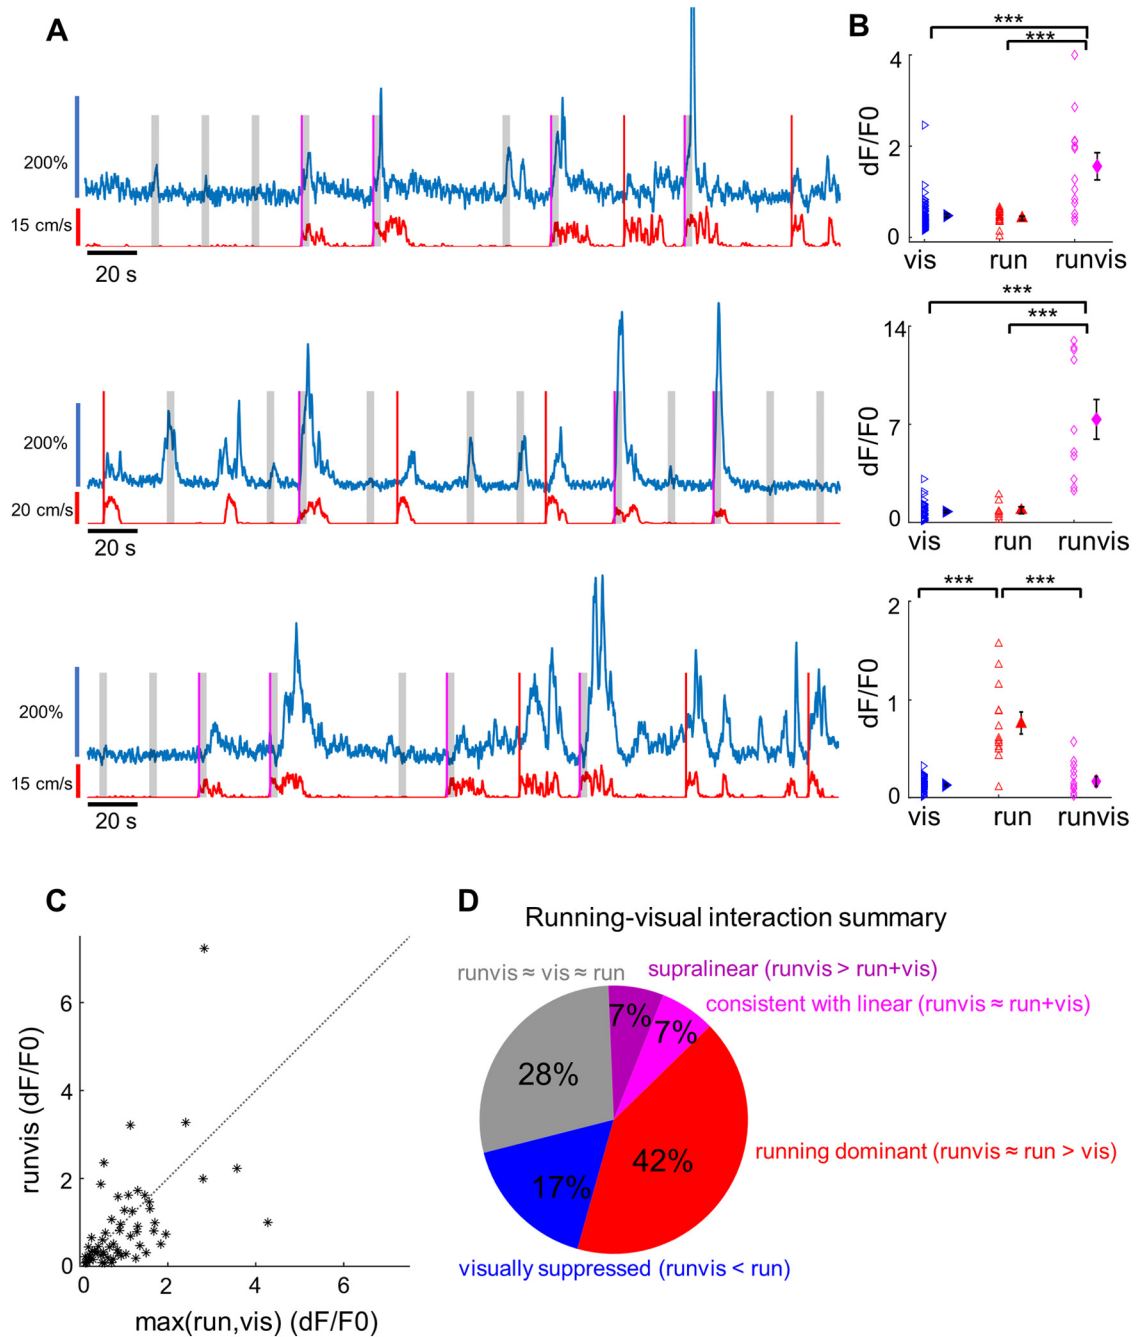 A
200%
15 cm/s
20 s
200%
20 cm/s
20 s
200%
15 cm/s
20 s
B
***
***
4
2
0
dF/F0
vis run runvis
***
***
14
7
0
dF/F0
vis run runvis
*** ***
2
1
0
dF/F0
vis run runvis
C
6
4
2
0
runvis (dF/F0)
0 2 4 6
max(run,vis) (dF/F0)
D
Running-visual interaction summary
runvis ≈ vis ≈ run
supralinear (runvis > run+vis)
consistent with linear (runvis ≈ run+vis)
7%
7%
28%
42%
17%
running dominant (runvis ≈ run > vis)
visually suppressed (runvis < run)